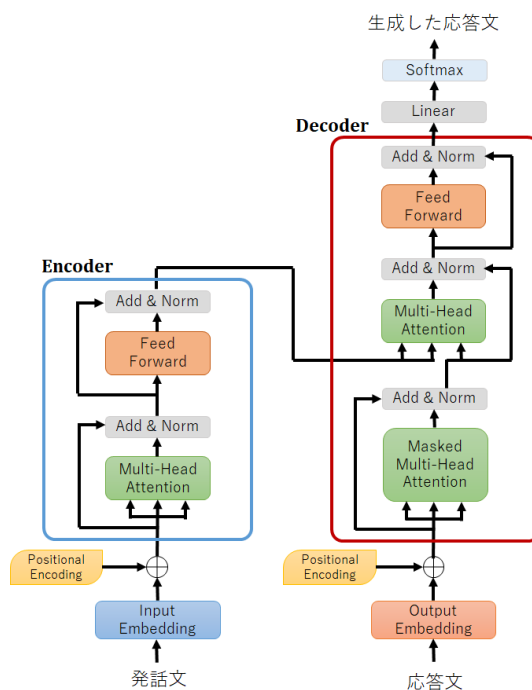 生成した応答文
Softmax
Linear
Decoder
Add & Norm
Feed
Forward
Add & Norm
Multi-Head
Attention
Add & Norm
Masked
Multi-Head
Attention
Positional
Encoding
Output
Embedding
応答文
Encoder
Add & Norm
Feed
Forward
Add & Norm
Multi-Head
Attention
Positional
Encoding
Input
Embedding
発話文